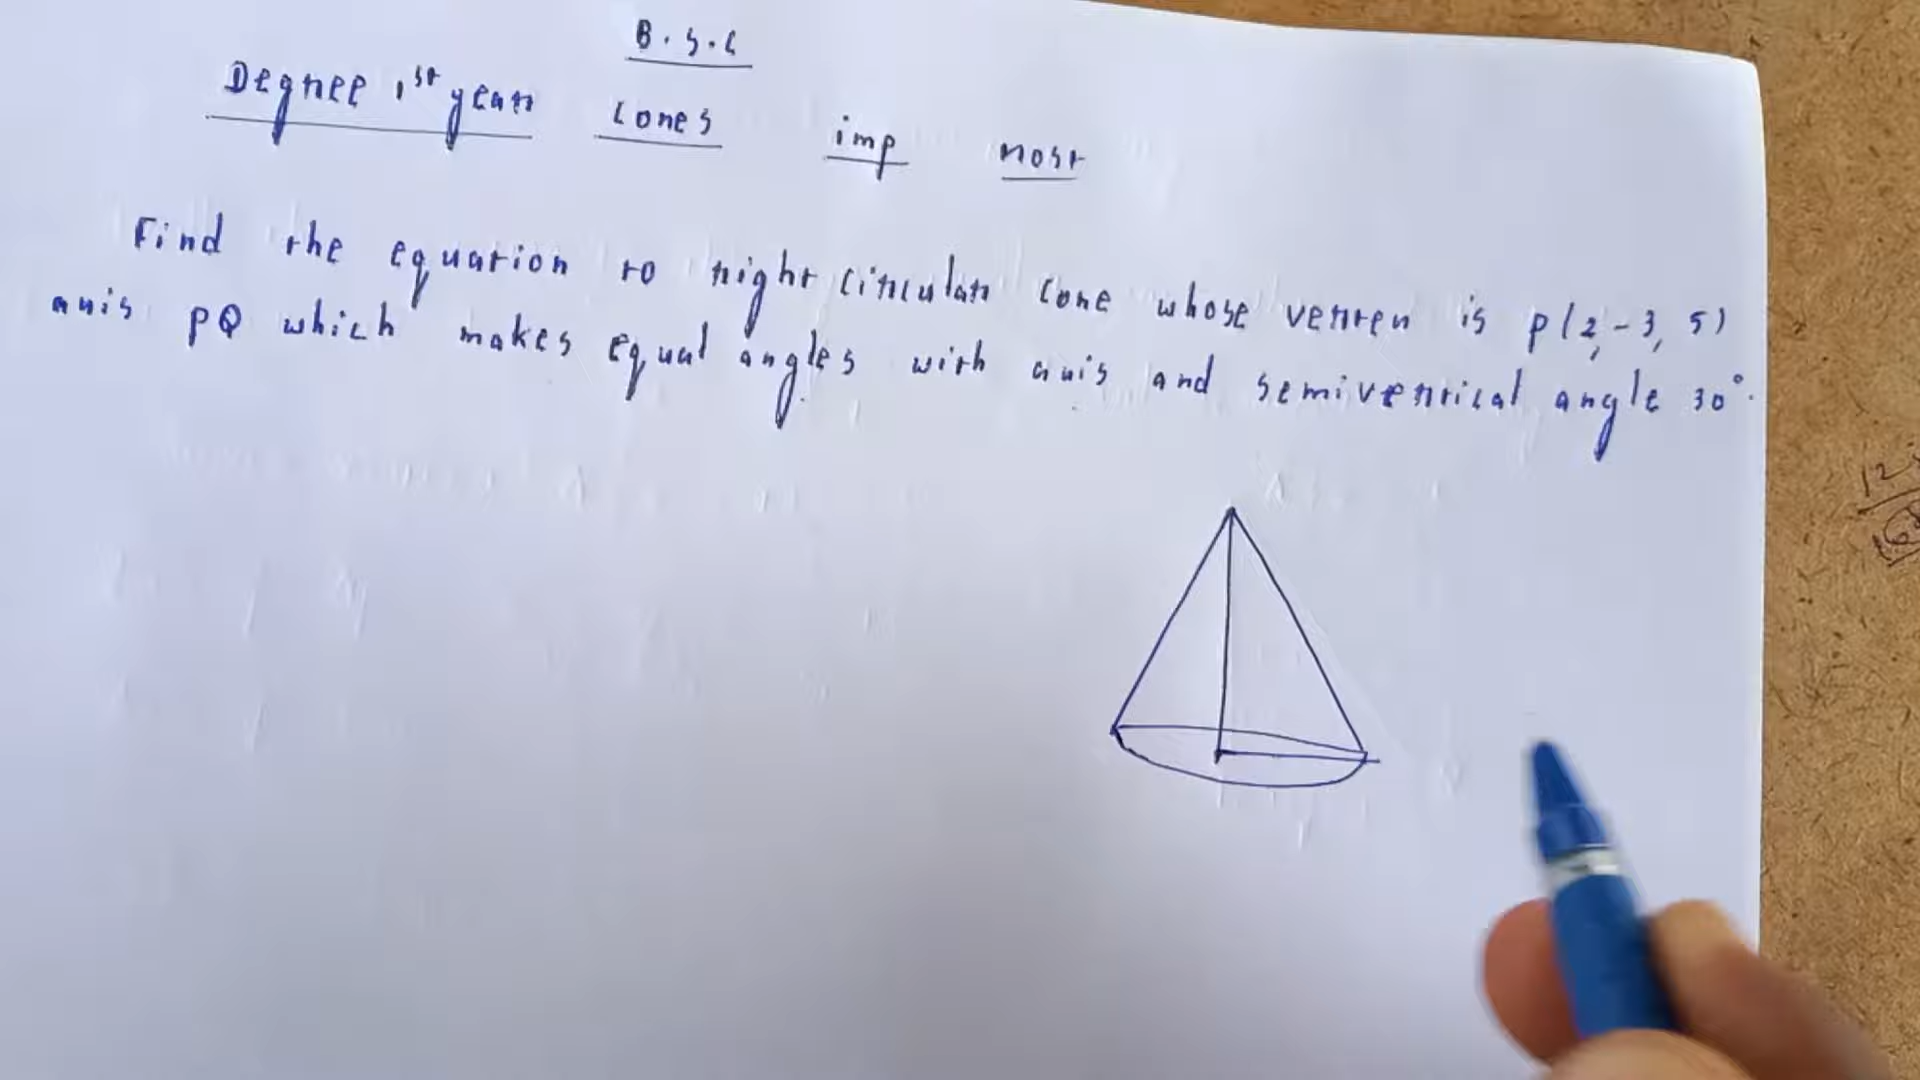 B.S.C
Degree 1st year Cones imp most
Find the equation to right circular cone whose vertex is P(2,-3,5)
axis PQ which makes equal angles with axis and semivertical angle 30°.
12